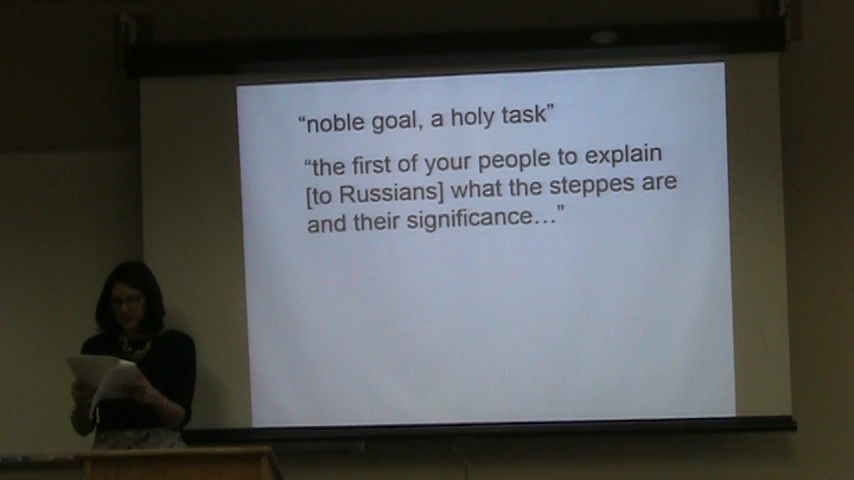 “noble goal, a holy task”
“the first of your people to explain
[to Russians] what the steppes are
and their significance…”